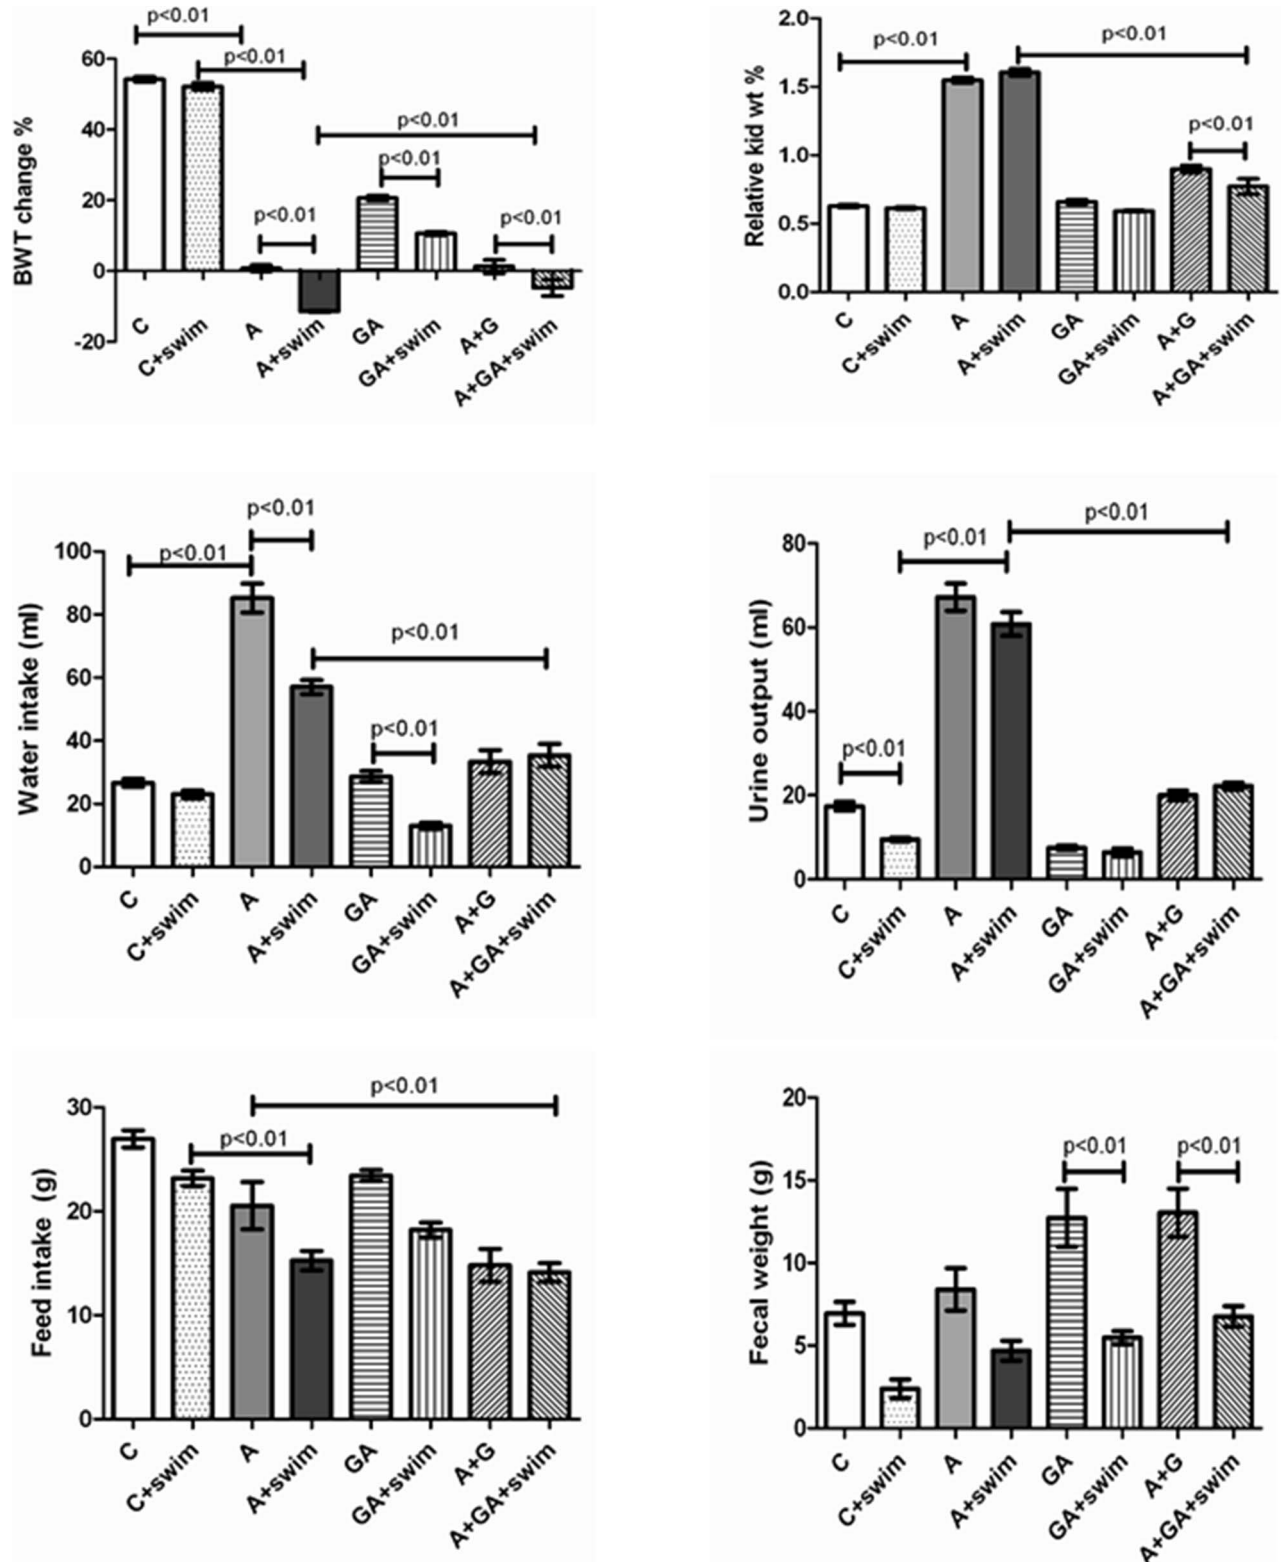 p<0.01
p<0.01
p<0.01
p<0.01
p<0.01
p<0.01
BWT change %
60
40
20
0
-20
C
C+swim
A
A+swim
GA
GA+swim
A+G
A+GA+swim
p<0.01
p<0.01
p<0.01
Relative kid wt %
2.0
1.5
1.0
0.5
0.0
C
C+swim
A
A+swim
GA
GA+swim
A+G
A+GA+swim
p<0.01
p<0.01
p<0.01
p<0.01
Water intake (ml)
100
80
60
40
20
0
C
C+swim
A
A+swim
GA
GA+swim
A+G
A+GA+swim
p<0.01
p<0.01
p<0.01
Urine output (ml)
80
60
40
20
0
C
C+swim
A
A+swim
GA
GA+swim
A+G
A+GA+swim
p<0.01
p<0.01
Feed intake (g)
30
20
10
0
C
C+swim
A
A+swim
GA
GA+swim
A+G
A+GA+swim
p<0.01
p<0.01
Fecal weight (g)
20
15
10
5
0
C
C+swim
A
A+swim
GA
GA+swim
A+G
A+GA+swim